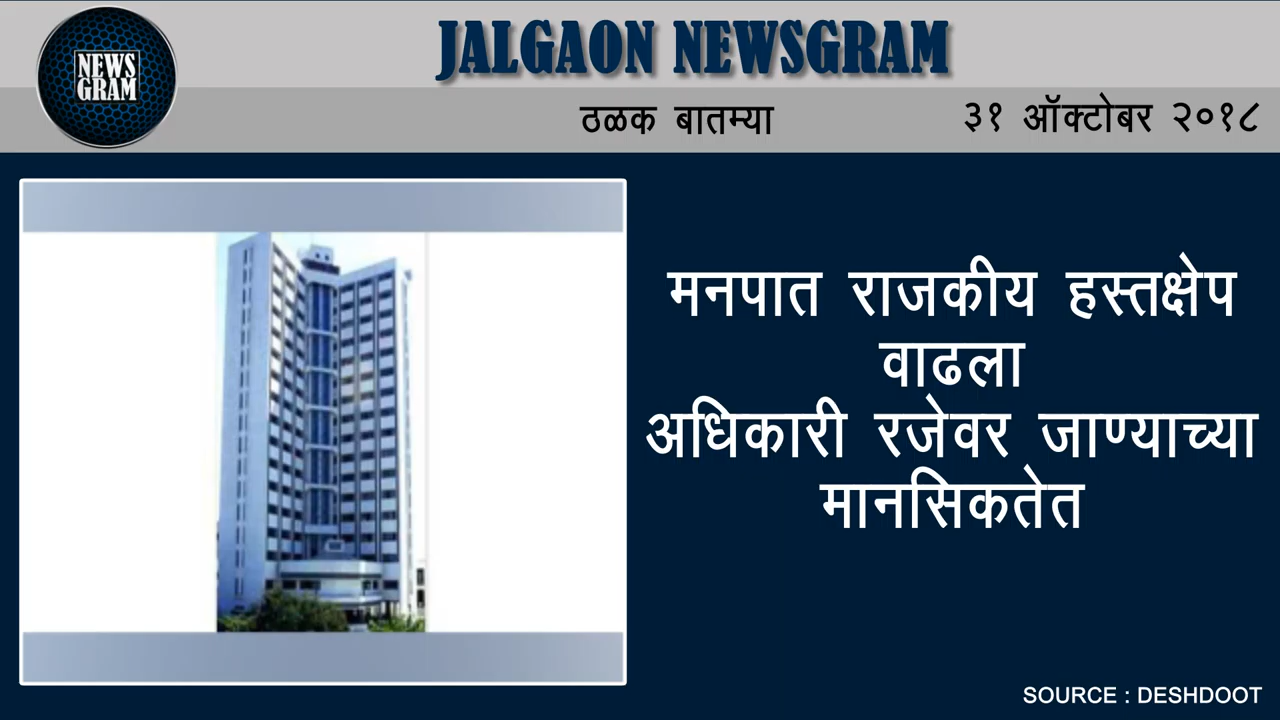 NEWS
GRAM
JALGAON NEWSGRAM
ठळक बातम्या
३१ ऑक्टोबर २०१८
मनपात राजकीय हस्तक्षेप
वाढला
अधिकारी रजेवर जाण्याच्या
मानसिकतेत
SOURCE : DESHDOOT